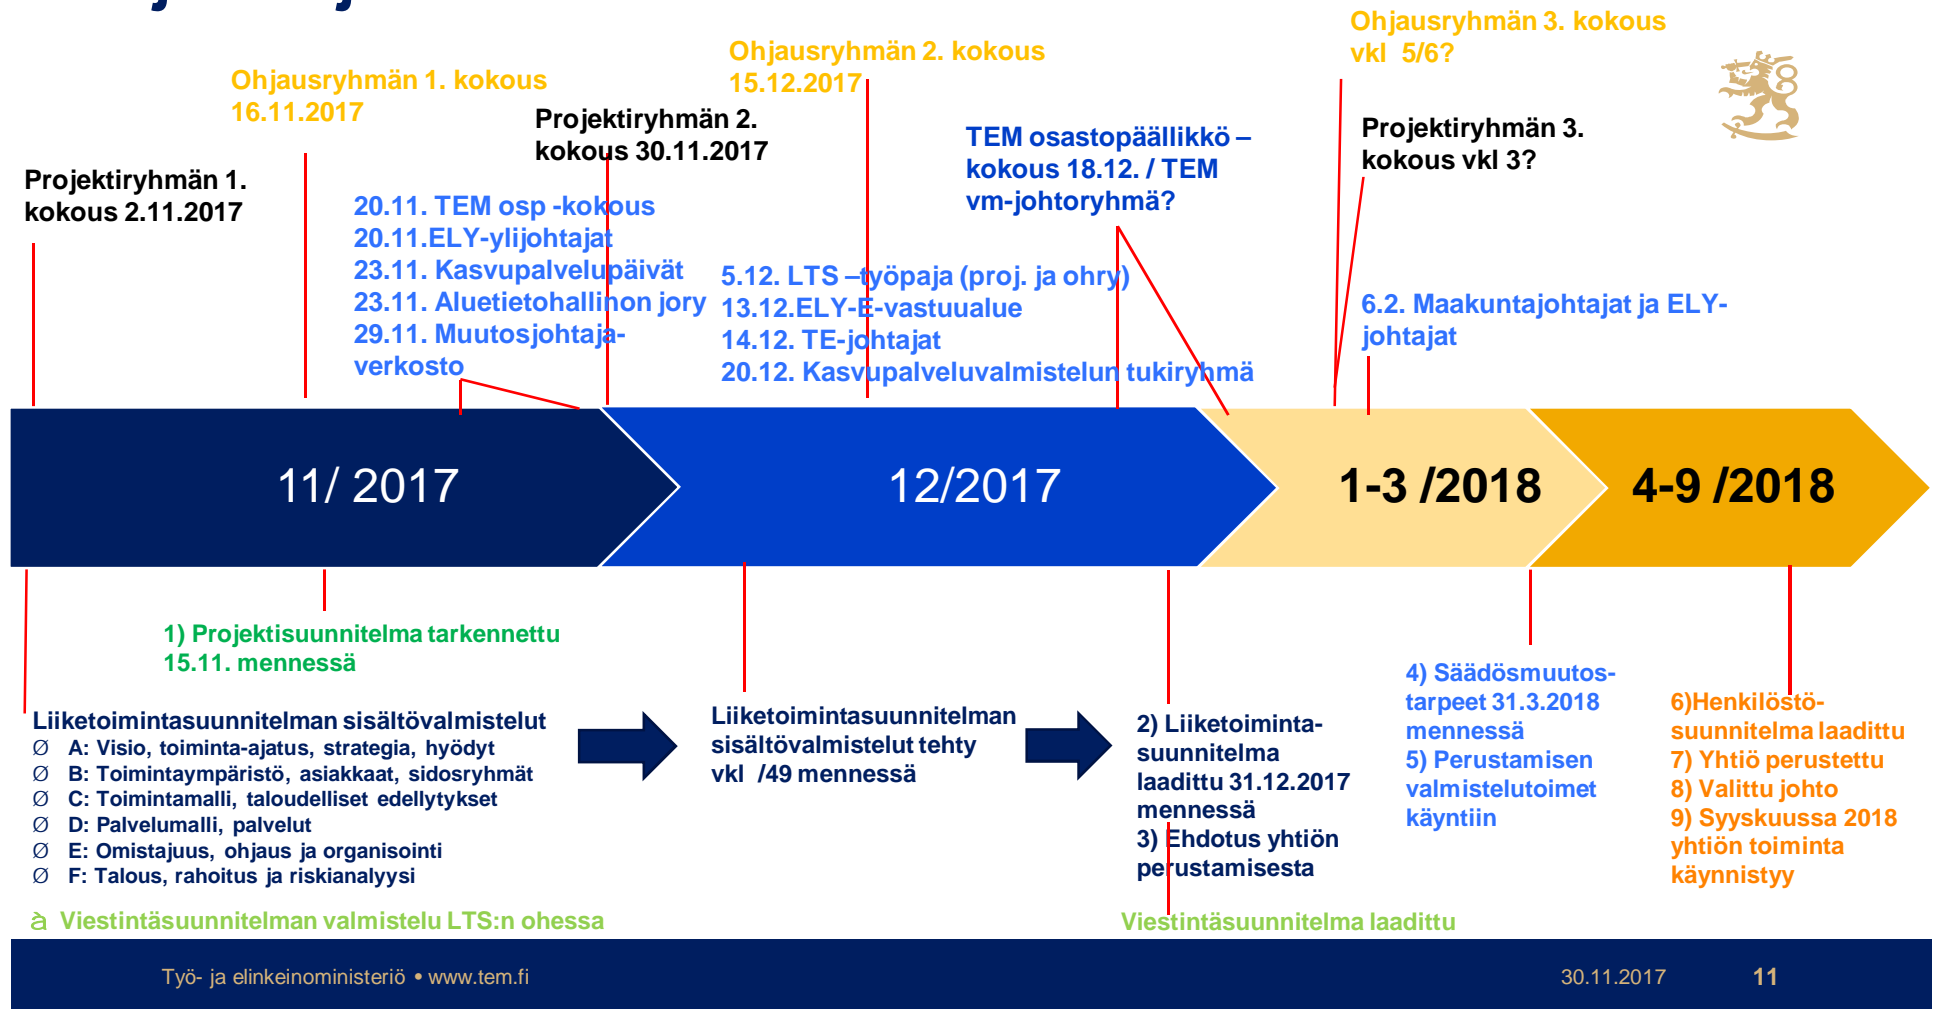 Ohjausryhmän 1. kokous
16.11.2017
Ohjausryhmän 2. kokous
15.12.2017
Ohjausryhmän 3. kokous
vkl 5/6?
Projektiryhmän 1.
kokous 2.11.2017
Projektiryhmän 2.
kokous 30.11.2017
TEM osastopäällikkö –
kokous 18.12. / TEM
vm-johtoryhmä?
Projektiryhmän 3.
kokous vkl 3?
20.11. TEM osp -kokous
20.11.ELY-ylijohtajat
23.11. Kasvupalvelupäivät
23.11. Aluetietohallinon jory
29.11. Muutosjohtaja-
verkosto
5.12. LTS –työpaja (proj. ja ohry)
13.12.ELY-E-vastuualue
14.12. TE-johtajat
20.12. Kasvupalveluvalmistelun tukiryhmä
6.2. Maakuntajohtajat ja ELY-
johtajat
11/ 2017
12/2017
1-3 /2018
4-9 /2018
1) Projektisuunnitelma tarkennettu
15.11. mennessä
Liiketoimintasuunnitelman sisältövalmistelut
Ø A: Visio, toiminta-ajatus, strategia, hyödyt
Ø B: Toimintaympäristö, asiakkaat, sidosryhmät
Ø C: Toimintamalli, taloudelliset edellytykset
Ø D: Palvelumalli, palvelut
Ø E: Omistajuus, ohjaus ja organisointi
Ø F: Talous, rahoitus ja riskianalyysi
à Viestintäsuunnitelman valmistelu LTS:n ohessa
Liiketoimintasuunnitelman
sisältövalmistelut tehty
vkl /49 mennessä
2) Liiketoiminta-
suunnitelma
laadittu 31.12.2017
mennessä
3) Ehdotus yhtiön
perustamisesta
Viestintäsuunnitelma laadittu
4) Säädösmuutos-
tarpeet 31.3.2018
mennessä
5) Perustamisen
valmistelutoimet
käyntiin
6)Henkilöstö-
suunnitelma laadittu
7) Yhtiö perustettu
8) Valittu johto
9) Syyskuussa 2018
yhtiön toiminta
käynnistyy
Työ- ja elinkeinoministeriö • www.tem.fi
30.11.2017
11